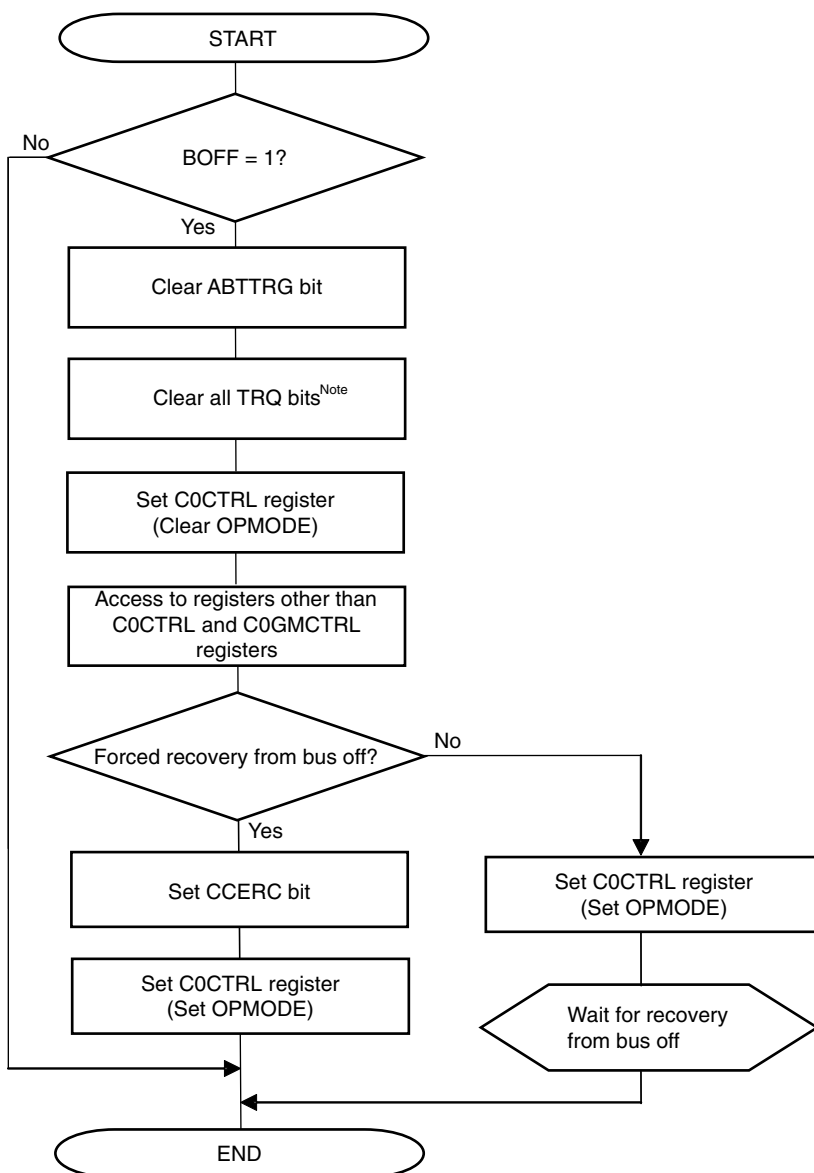 START
No
BOFF = 1?
Yes
Clear ABTTRG bit
Clear all TRQ bitsNote
Set C0CTRL register
(Clear OPMODE)
Access to registers other than
C0CTRL and C0GMCTRL
registers
Forced recovery from bus off?
No
Yes
Set CCERC bit
Set C0CTRL register
(Set OPMODE)
Set C0CTRL register
(Set OPMODE)
Wait for recovery
from bus off
END